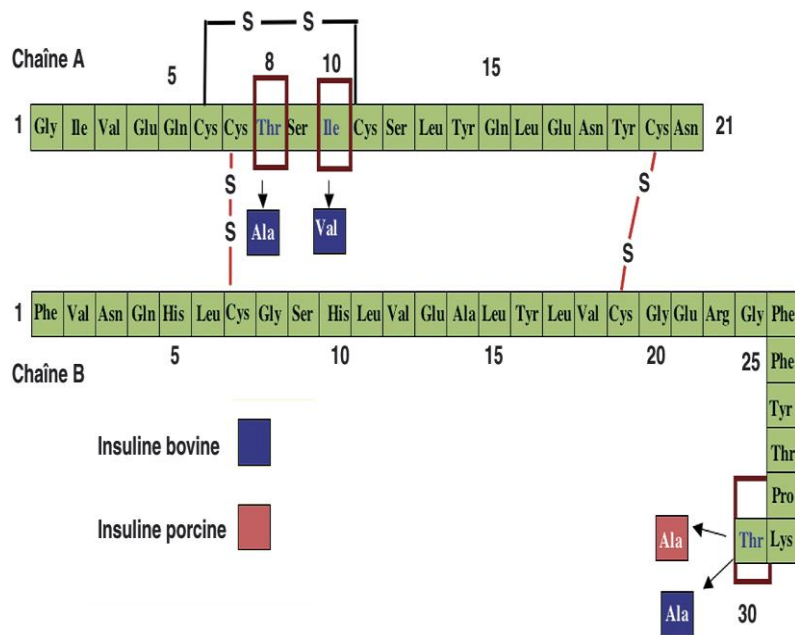 S S
Chaîne A
5 8 10 15
1 Gly Ile Val Glu Gln Cys Cys Thr Ser Ile Cys Ser Leu Tyr Gln Leu Glu Asn Tyr Cys Asn 21
S S
Ala Val
S S
1 Phe Val Asn Gln His Leu Cys Gly Ser His Leu Val Glu Ala Leu Tyr Leu Val Cys Gly Glu Arg Gly Phe
5 10 15 20 25
Phe
Chaîne B
Tyr
Insuline bovine
Thr
Pro
Insuline porcine
Ala Thr Lys
Ala 30